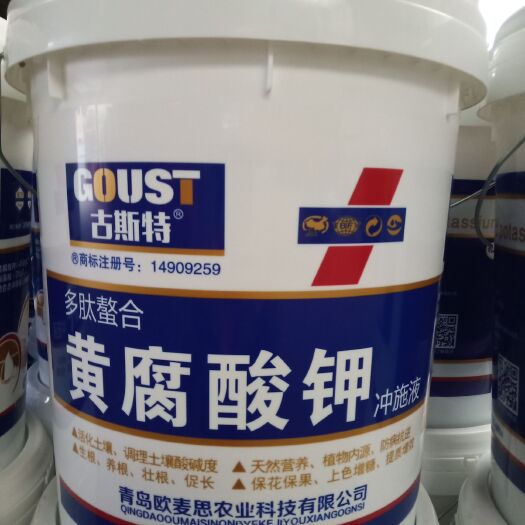 GOUST
古斯特®
®商标注册号：14909259
多肽螯合
黄腐酸钾
冲施液
▲活化土壤、调理土壤酸碱度
▲生根、养根、壮根、促长
▲天然营养、植物内源、防病抗逆
▲保花保果、上色增糖、提质增效
青岛欧麦思农业科技有限公司
QINGDAOOUMAISINONGYEKEJIYOUXIANGONGSI